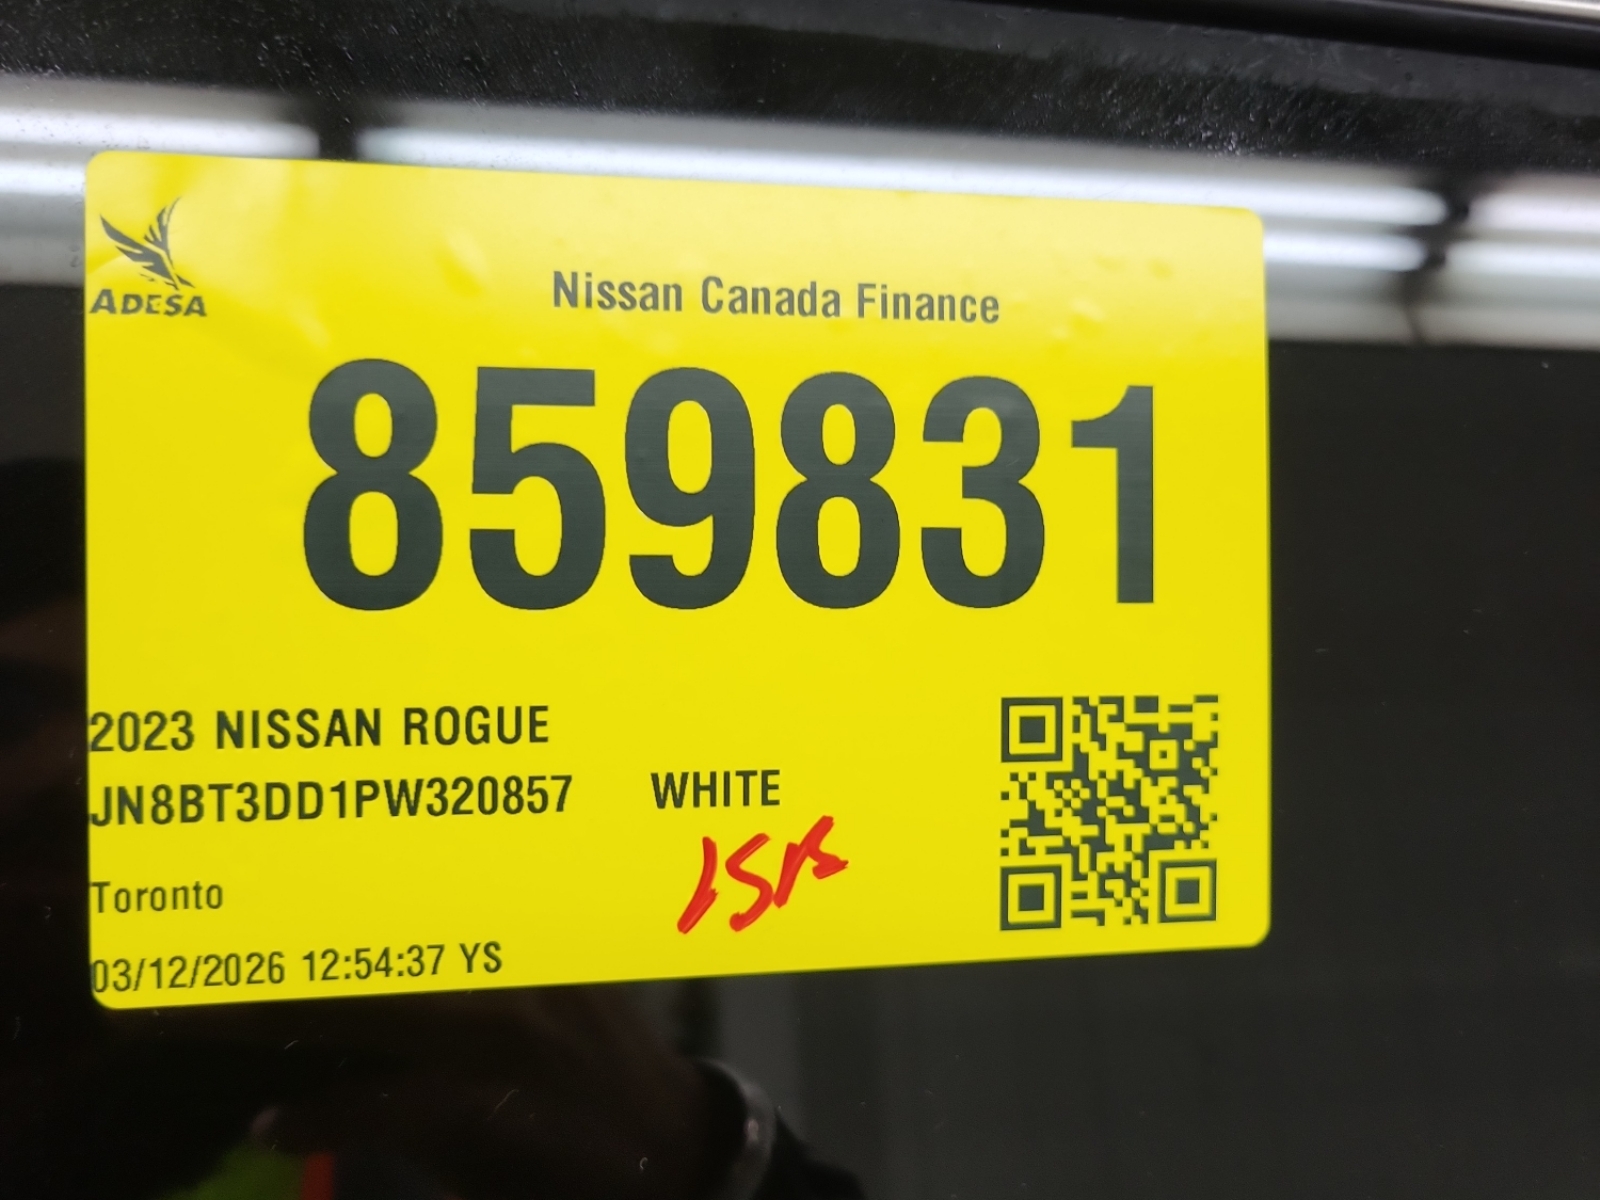 ADESA
Nissan Canada Finance
859831
2023 NISSAN ROGUE
JN8BT3DD1PW320857 WHITE
Toronto
03/12/2026 12:54:37 YS